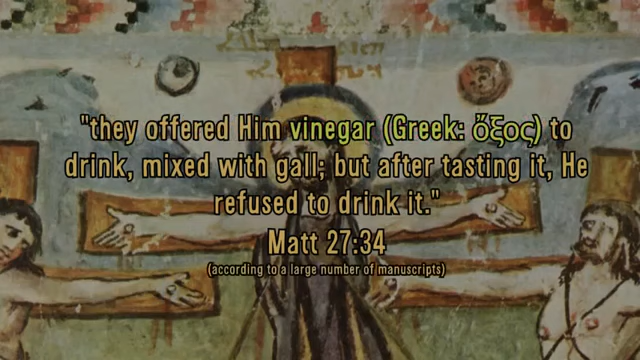 "they offered Him vinegar (Greek: ὄξος) to
drink, mixed with gall; but after tasting it, He
refused to drink it."
Matt 27:34
(according to a large number of manuscripts)